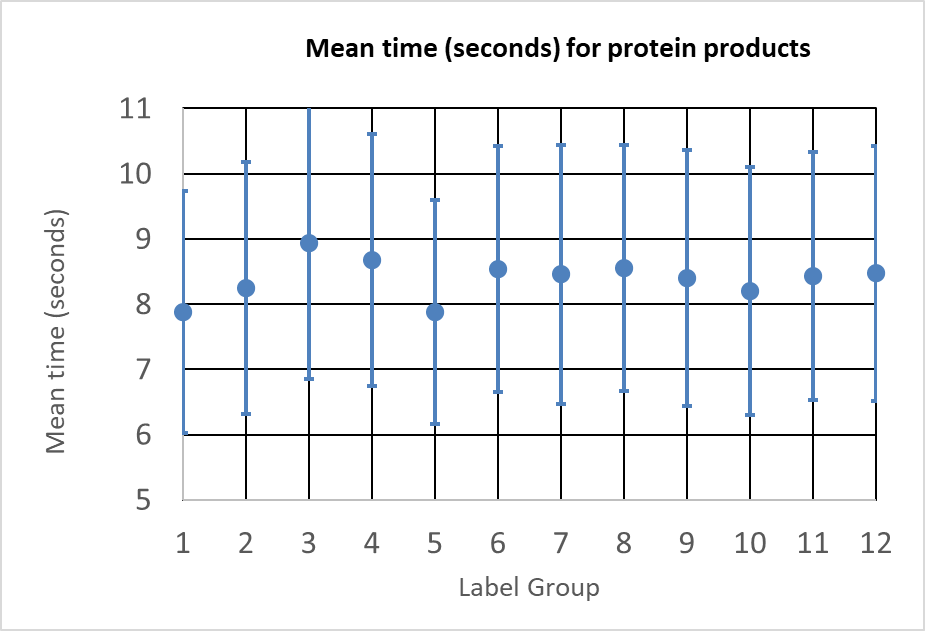 Mean time (seconds) for protein products
11
10
9
8
7
6
5
Mean time (seconds)
1 2 3 4 5 6 7 8 9 10 11 12
Label Group